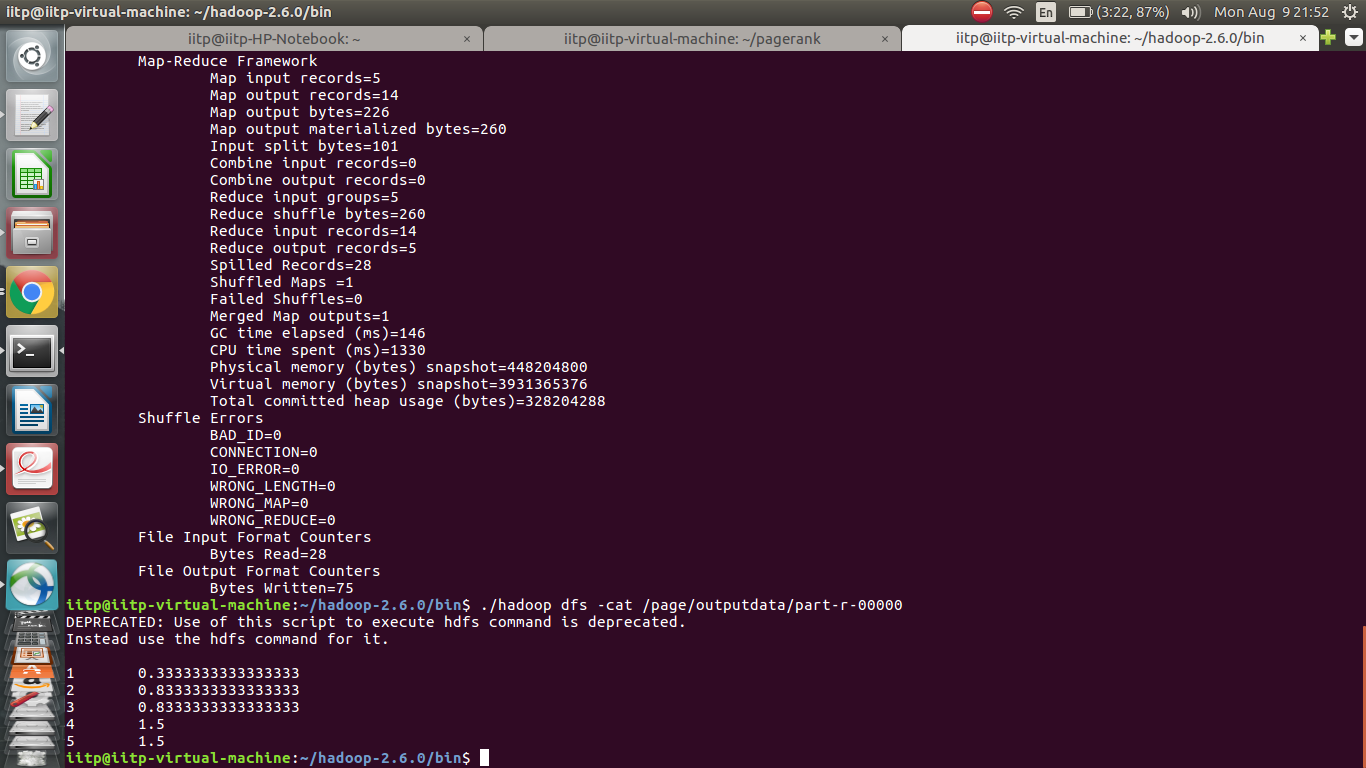 iitp@iitp-virtual-machine: ~/hadoop-2.6.0/bin
En (3:22, 87%) Mon Aug 9 21:52
iitp@iitp-HP-Notebook: ~ × iitp@iitp-virtual-machine: ~/pagerank × iitp@iitp-virtual-machine: ~/hadoop-2.6.0/bin ×
Map-Reduce Framework
Map input records=5
Map output records=14
Map output bytes=226
Map output materialized bytes=260
Input split bytes=101
Combine input records=0
Combine output records=0
Reduce input groups=5
Reduce shuffle bytes=260
Reduce input records=14
Reduce output records=5
Spilled Records=28
Shuffled Maps =1
Failed Shuffles=0
Merged Map outputs=1
GC time elapsed (ms)=146
CPU time spent (ms)=1330
Physical memory (bytes) snapshot=448204800
Virtual memory (bytes) snapshot=3931365376
Total committed heap usage (bytes)=328204288
Shuffle Errors
BAD_ID=0
CONNECTION=0
IO_ERROR=0
WRONG_LENGTH=0
WRONG_MAP=0
WRONG_REDUCE=0
File Input Format Counters
Bytes Read=28
File Output Format Counters
Bytes Written=75
iitp@iitp-virtual-machine:~/hadoop-2.6.0/bin$ ./hadoop dfs -cat /page/outputdata/part-r-00000
DEPRECATED: Use of this script to execute hdfs command is deprecated.
Instead use the hdfs command for it.
1 0.3333333333333333
2 0.8333333333333333
3 0.8333333333333333
4 1.5
5 1.5
iitp@iitp-virtual-machine:~/hadoop-2.6.0/bin$